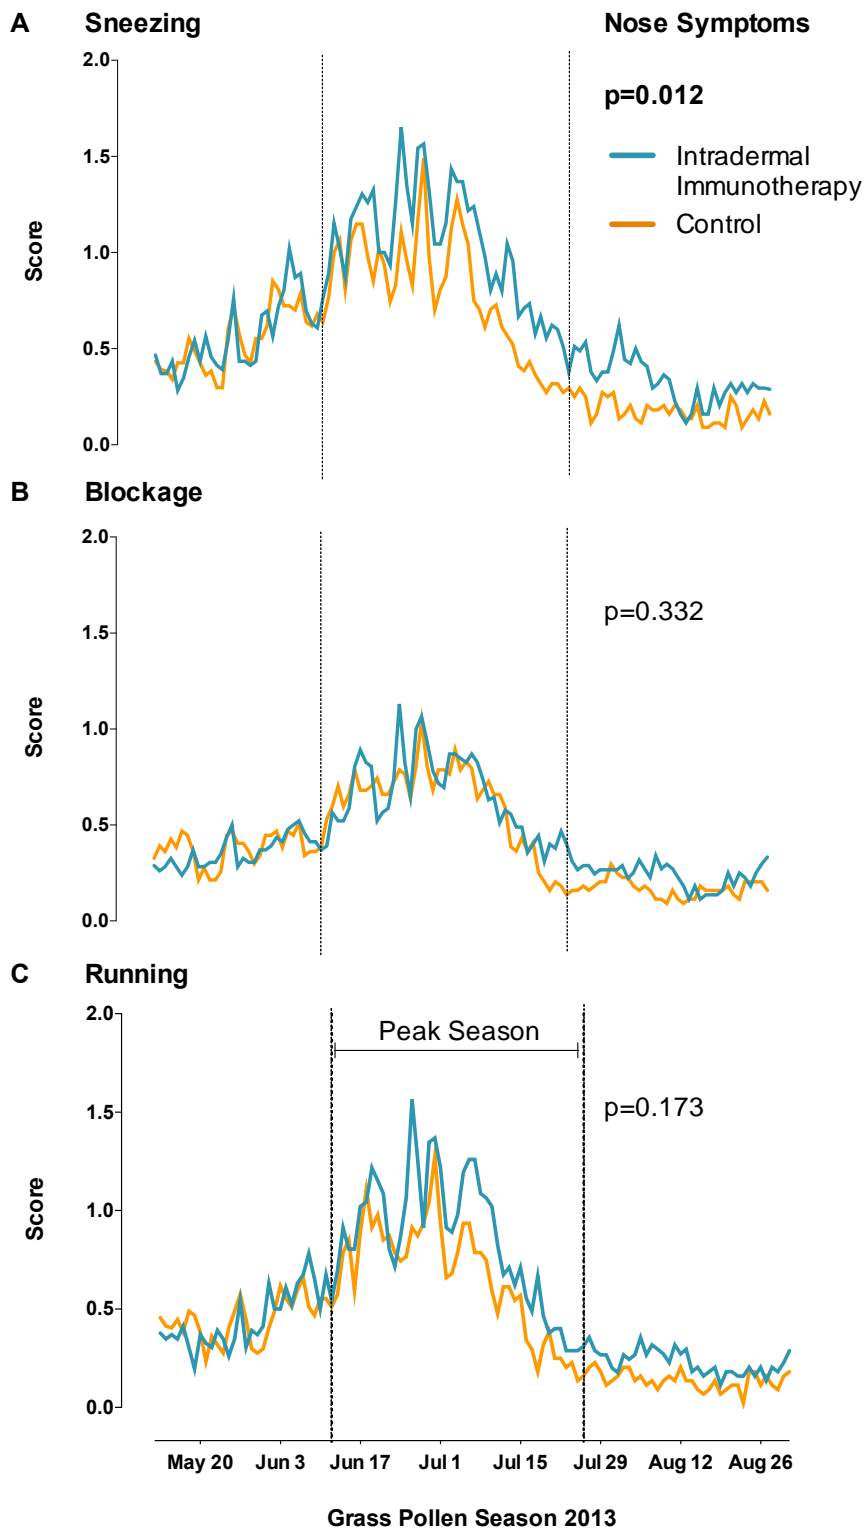 A Sneezing Nose Symptoms
2.0
p=0.012
1.5
Intradermal
Immunotherapy
Control
1.0
Score
0.5
0.0
B Blockage
2.0
p=0.332
1.5
1.0
Score
0.5
0.0
C Running
2.0
Peak Season
p=0.173
1.5
1.0
Score
0.5
0.0
May 20 Jun 3 Jun 17 Jul 1 Jul 15 Jul 29 Aug 12 Aug 26
Grass Pollen Season 2013